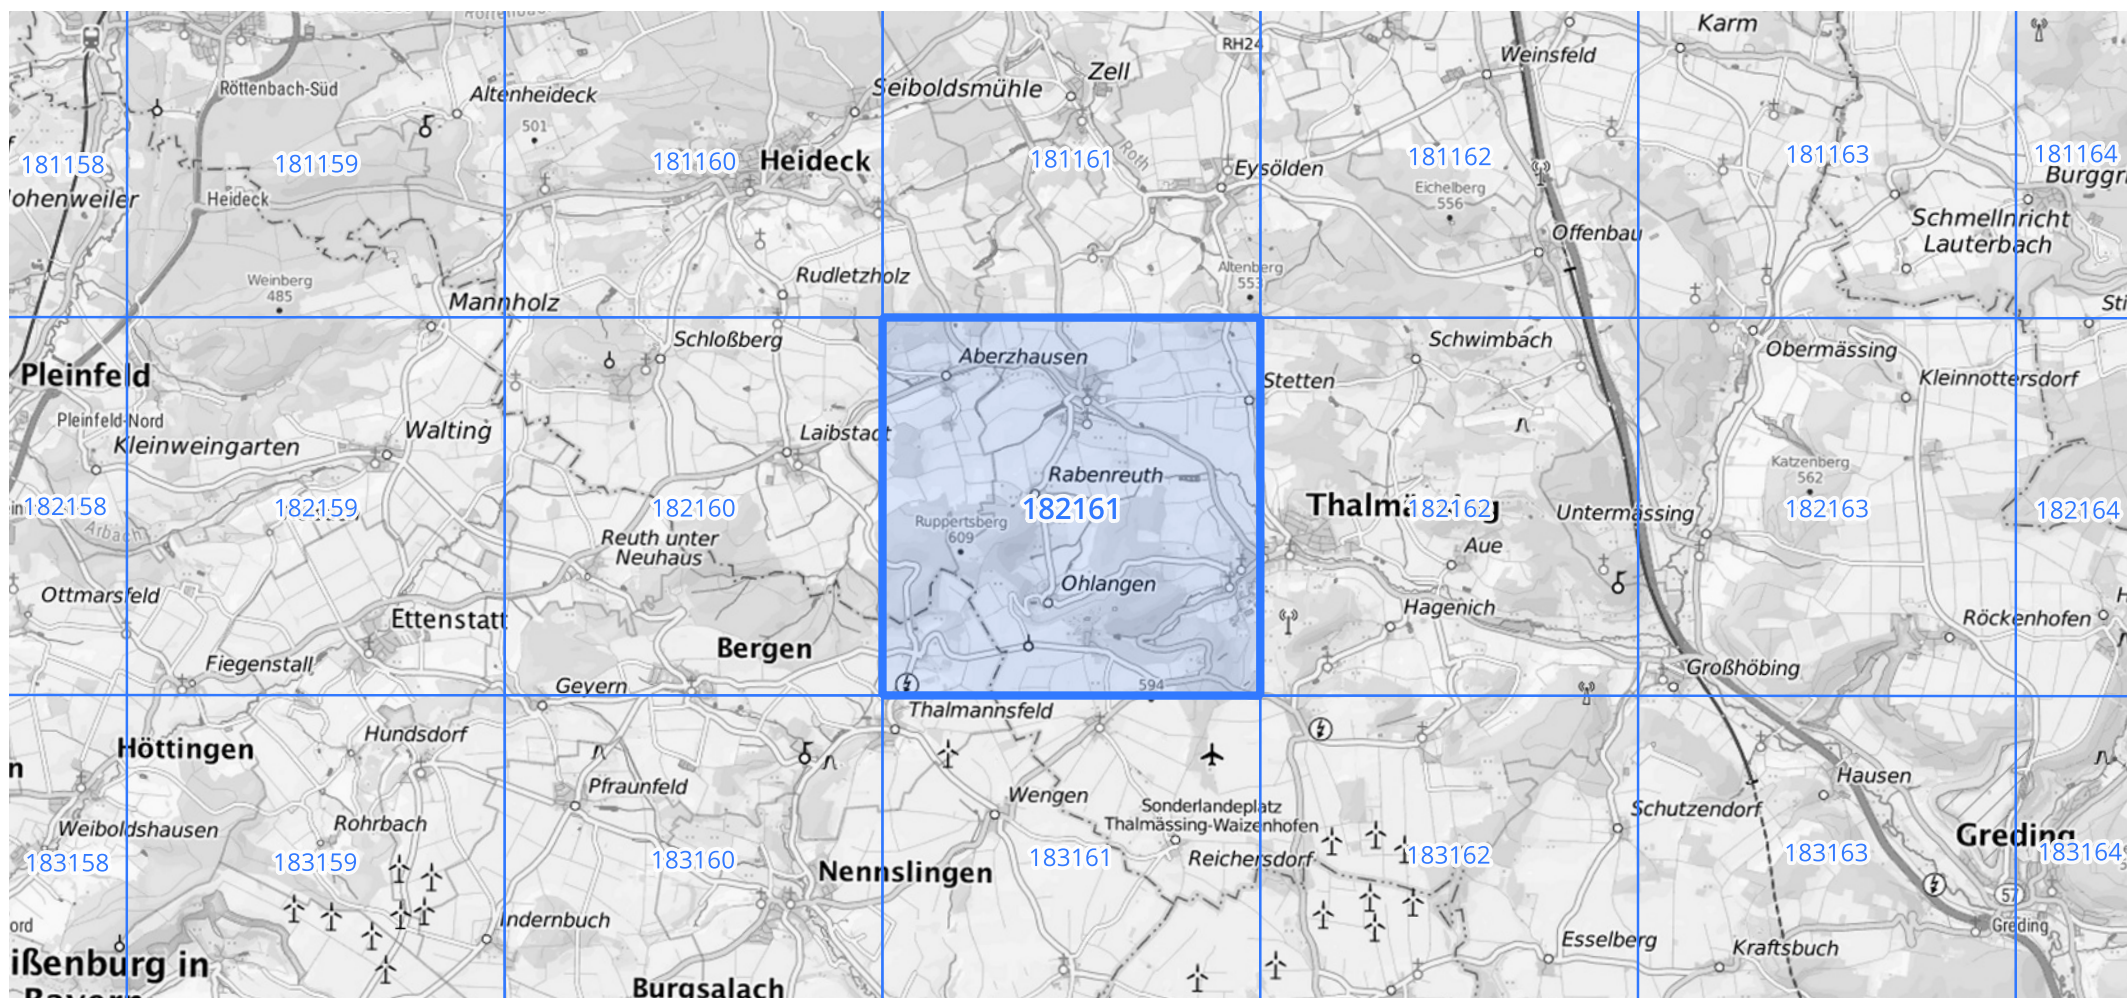 Karm
RH24
Weinsfeld
Zell
Röttenbach-Süd
Altenheideck
Seiboldsmühle
501
Roth
181158
181159
181160
Heideck
181161
Eysölden
181162
181163
181164
Burggr
Eichelberg
556
ohenweiler
Heideck
Schmellnricht
Lauterbach
Offenbau
Weinberg
485
Rudletzholz
Altenberg
553
Mannholz
Sti
Schloßberg
Aberzhausen
Schwimbach
Obermässing
Pleinfeld
Stetten
Kleinnottersdorf
Pleinfeld-Nord
Kleinweingarten
Walting
Laibstadt
Katzenberg
562
Rabenreuth
182158
182159
182160
182161
Thalmässing
182162
Untermässing
182163
182164
Ruppertsberg
609
Arbach
Reuth unter
Neuhaus
Aue
Ohlangen
Ottmarsfeld
Ettenstatt
Hagenich
Röckenhofen
Bergen
Fiegenstall
Geyern
594
Großhöbing
Thalmannsfeld
Höttingen
Hundsdorf
n
Pfraunfeld
Wengen
Hausen
Sonderlandeplatz
Thalmässing-Waizenhofen
Schutzendorf
Weiboldshausen
Rohrbach
Greding
183158
183159
183160
183161
Reichersdorf
183162
183163
183164
Nennslingen
57
Indernbuch
ord
Greding
Esselberg
Kraftsbuch
ißenburg in
Bayern
Burgsalach